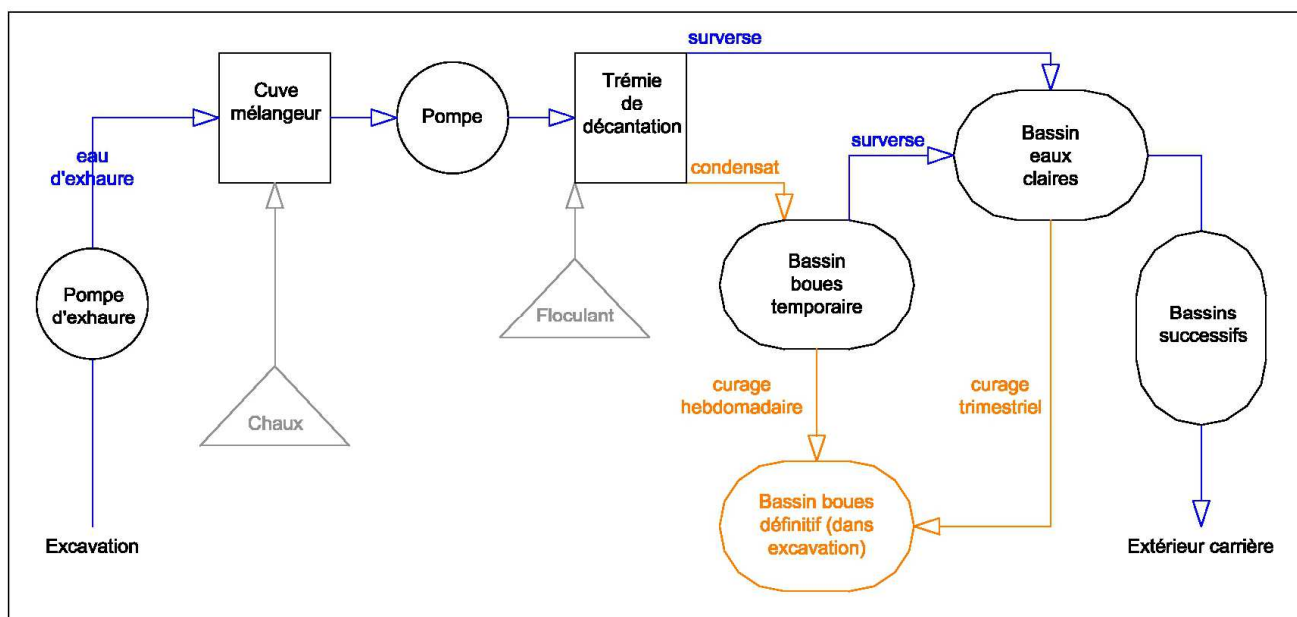 surverse
Cuve
mélangeur
Pompe
Trémie
de
décantation
Bassin
eaux
claires
eau
d'exhaure
surverse
condensat
Pompe
d'exhaure
Bassin
boues
temporaire
Floculant
Bassins
successifs
Chaux
curage
hebdomadaire
curage
trimestriel
Bassin boues
définitif (dans
excavation)
Excavation
Extérieur carrière